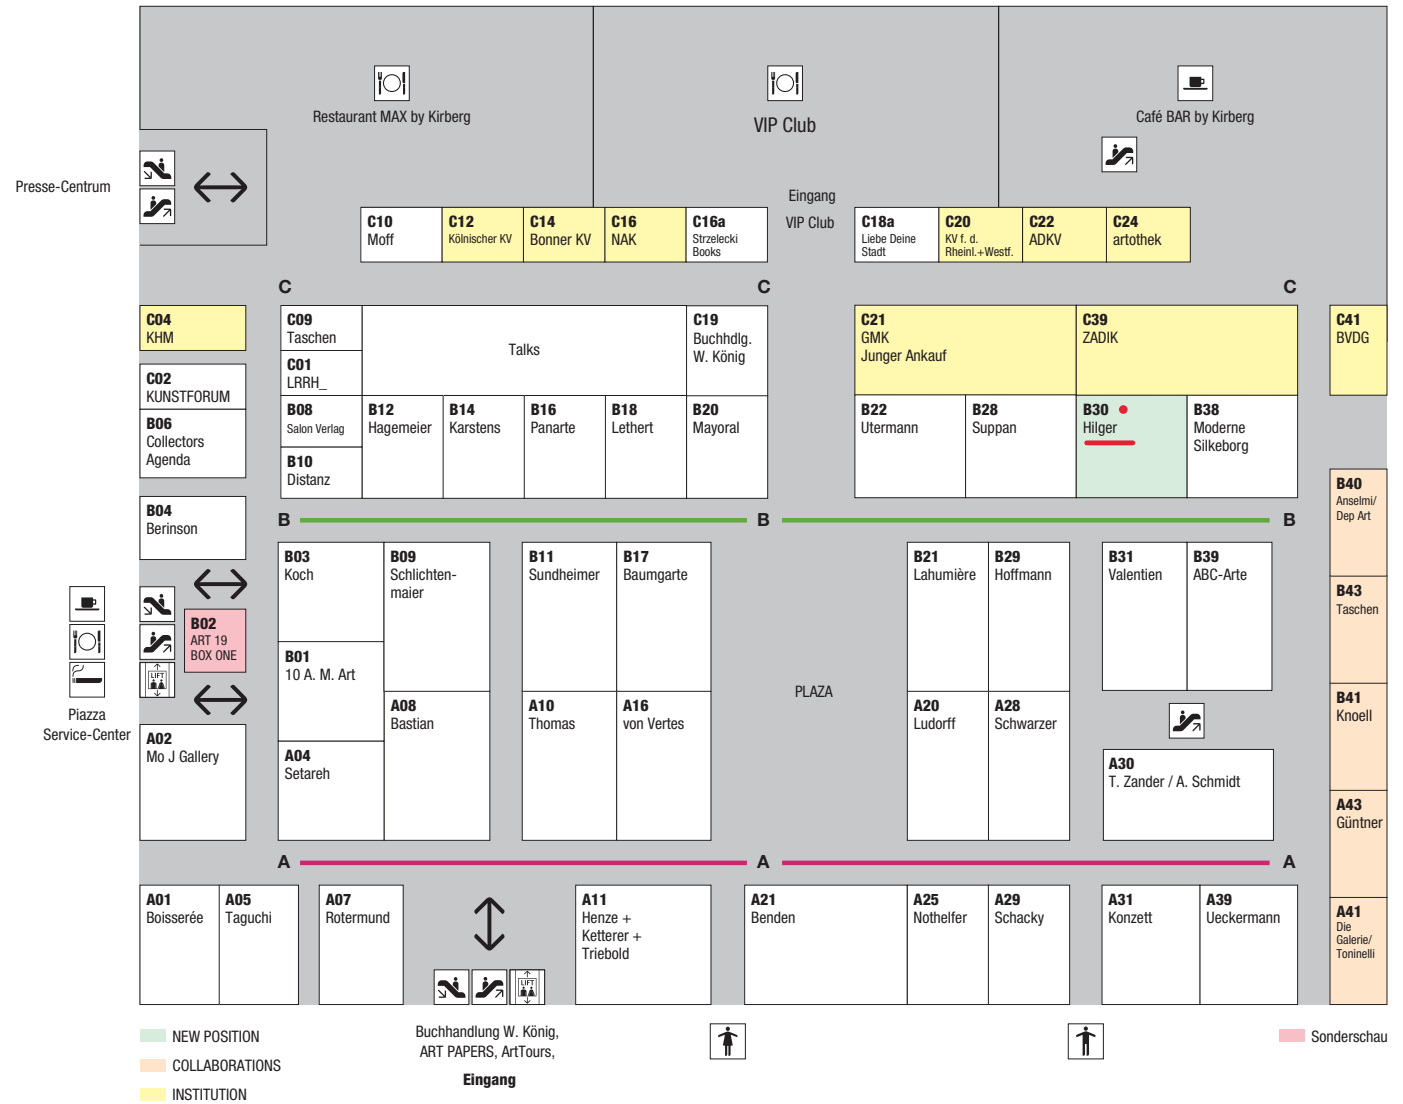 Restaurant MAX by Kirberg
VIP Club
Café BAR by Kirberg
Presse-Centrum
Eingang
VIP Club
C10
Moff
C12
Kölnischer KV
C14
Bonner KV
C16
NAK
C16a
Strzelecki
Books
C18a
Liebe Deine
Stadt
C20
KV f. d.
Rheinl.+Westf.
C22
ADKV
C24
artothek
C
C
C
C04
KHM
C09
Taschen
C01
LRRH_
Talks
C19
Buchhdlg.
W. König
C21
GMK
Junger Ankauf
C39
ZADIK
C41
BVDG
C02
KUNSTFORUM
B06
Collectors
Agenda
B08
Salon Verlag
B10
Distanz
B12
Hagemeier
B14
Karstens
B16
Panarte
B18
Lethert
B20
Mayoral
B22
Utermann
B28
Suppan
B30
Hilger
B38
Moderne
Silkeborg
B04
Berinson
B
B
B
B40
Anselmi/
Dep Art
B03
Koch
B09
Schlichten-
maier
B11
Sundheimer
B17
Baumgarte
B21
Lahumière
B29
Hoffmann
B31
Valentien
B39
ABC-Arte
B43
Taschen
B02
ART 19
BOX ONE
LIFT
B01
10 A. M. Art
PLAZA
B41
Knoell
Piazza
Service-Center
A02
Mo J Gallery
A04
Setareh
A08
Bastian
A10
Thomas
A16
von Vertes
A20
Ludorff
A28
Schwarzer
A30
T. Zander / A. Schmidt
A43
Güntner
A
A
A
A01
Boisserée
A05
Taguchi
A07
Rotermund
A11
Henze +
Ketterer +
Triebold
A21
Benden
A25
Nothelfer
A29
Schacky
A31
Konzett
A39
Ueckermann
A41
Die
Galerie/
Toninelli
LIFT
Buchhandlung W. König,
ART PAPERS, ArtTours,
Eingang
NEW POSITION
COLLABORATIONS
INSTITUTION
Sonderschau